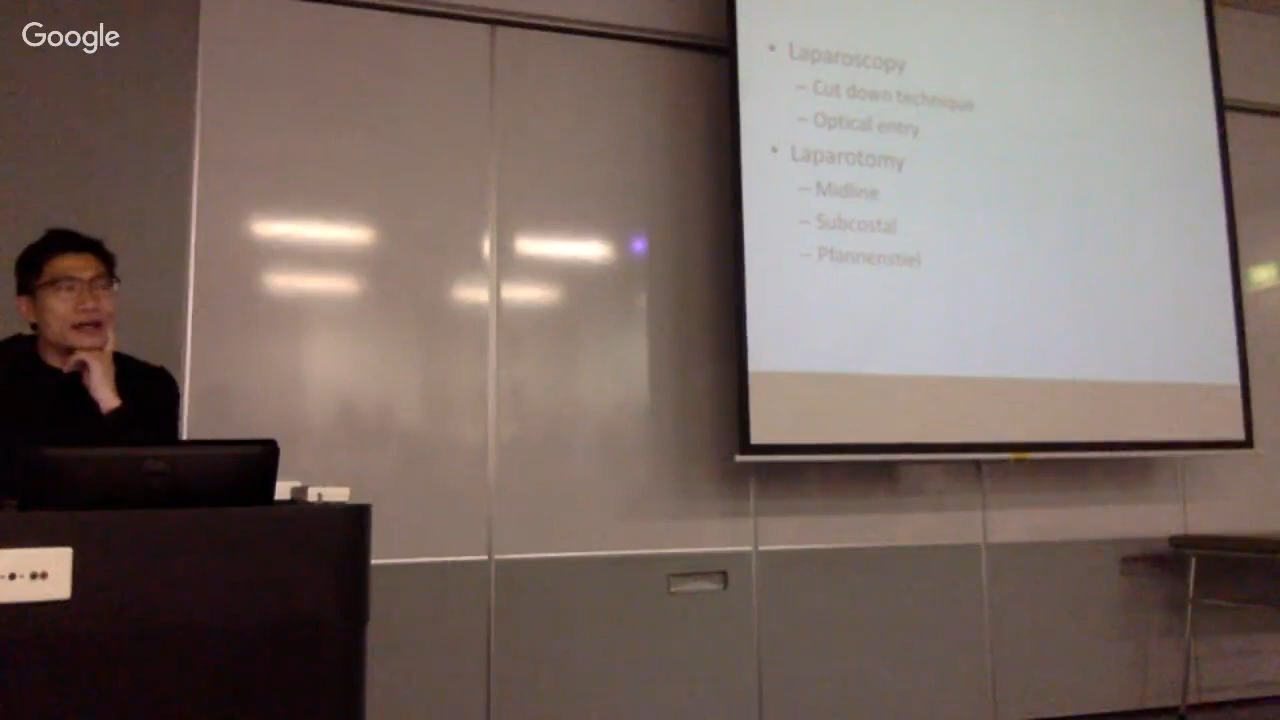 Google
• Laparoscopy
– Cut down technique
– Optical entry
• Laparotomy
– Midline
– Subcostal
– Pfannenstiel